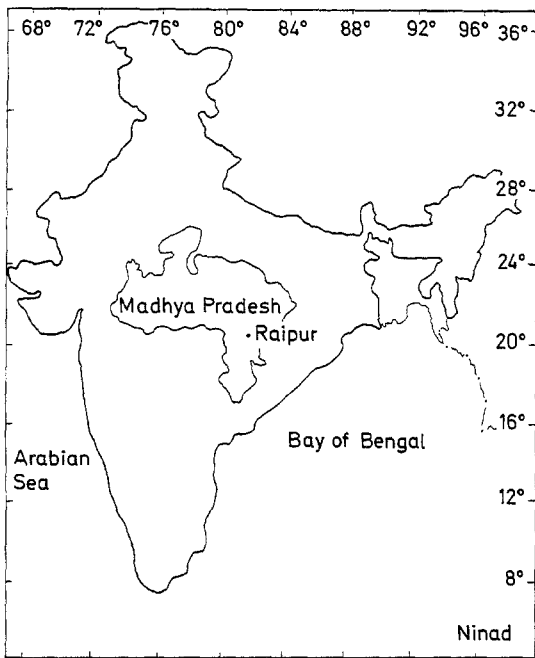 68° 72° 76° 80° 84° 88° 92° 96° 36°
32°
28°
24°
Madhya Pradesh
Raipur
20°
16°
Bay of Bengal
Arabian
Sea
12°
8°
Ninad